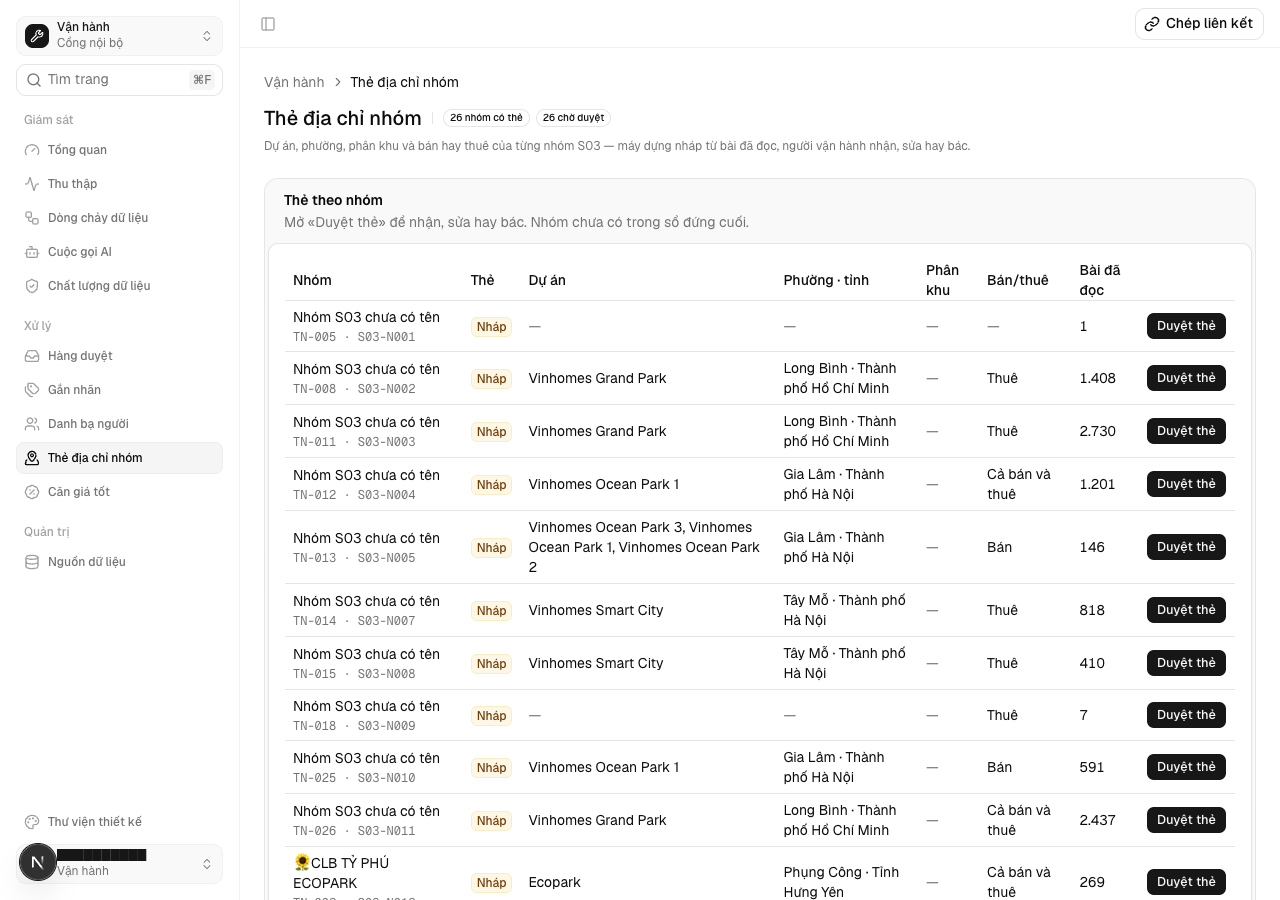 Vận hành
Cổng nội bộ
Tìm trang
⌘F
Giám sát
Tổng quan
Thu thập
Dòng chảy dữ liệu
Cuộc gọi AI
Chất lượng dữ liệu
Xử lý
Hàng duyệt
Gắn nhãn
Danh bạ người
Thẻ địa chỉ nhóm
Căn giá tốt
Quản trị
Nguồn dữ liệu
Thư viện thiết kế
N
Vận hành
Chép liên kết
Vận hành > Thẻ địa chỉ nhóm
Thẻ địa chỉ nhóm 26 nhóm có thẻ 26 chờ duyệt
Dự án, phường, phân khu và bán hay thuê của từng nhóm S03 — máy dựng nháp từ bài đã đọc, người vận hành nhận, sửa hay bác.
Thẻ theo nhóm
Mở «Duyệt thẻ» để nhận, sửa hay bác. Nhóm chưa có trong sổ đứng cuối.
Nhóm Thẻ Dự án Phường · tỉnh Phân khu Bán/thuê Bài đã đọc
Nhóm S03 chưa có tên
TN-005 · S03-N001
Nháp — — — — 1 Duyệt thẻ
Nhóm S03 chưa có tên
TN-008 · S03-N002
Nháp Vinhomes Grand Park
Long Bình · Thành
phố Hồ Chí Minh
— Thuê 1.408 Duyệt thẻ
Nhóm S03 chưa có tên
TN-011 · S03-N003
Nháp Vinhomes Grand Park
Long Bình · Thành
phố Hồ Chí Minh
— Thuê 2.730 Duyệt thẻ
Nhóm S03 chưa có tên
TN-012 · S03-N004
Nháp Vinhomes Ocean Park 1
Gia Lâm · Thành
phố Hà Nội
— Cả bán và
thuê
1.201 Duyệt thẻ
Nhóm S03 chưa có tên
TN-013 · S03-N005
Nháp Vinhomes Ocean Park 3, Vinhomes
Ocean Park 1, Vinhomes Ocean Park
2
Gia Lâm · Thành
phố Hà Nội
— Bán 146 Duyệt thẻ
Nhóm S03 chưa có tên
TN-014 · S03-N007
Nháp Vinhomes Smart City
Tây Mỗ · Thành phố
Hà Nội
— Thuê 818 Duyệt thẻ
Nhóm S03 chưa có tên
TN-015 · S03-N008
Nháp Vinhomes Smart City
Tây Mỗ · Thành phố
Hà Nội
— Thuê 410 Duyệt thẻ
Nhóm S03 chưa có tên
TN-018 · S03-N009
Nháp — — — Thuê 7 Duyệt thẻ
Nhóm S03 chưa có tên
TN-025 · S03-N010
Nháp Vinhomes Ocean Park 1
Gia Lâm · Thành
phố Hà Nội
— Bán 591 Duyệt thẻ
Nhóm S03 chưa có tên
TN-026 · S03-N011
Nháp Vinhomes Grand Park
Long Bình · Thành
phố Hồ Chí Minh
— Cả bán và
thuê
2.437 Duyệt thẻ
🌻CLB TỶ PHÚ
ECOPARK
Nháp Ecopark
Phụng Công · Tỉnh
Hưng Yên
— Cả bán và
thuê
269 Duyệt thẻ